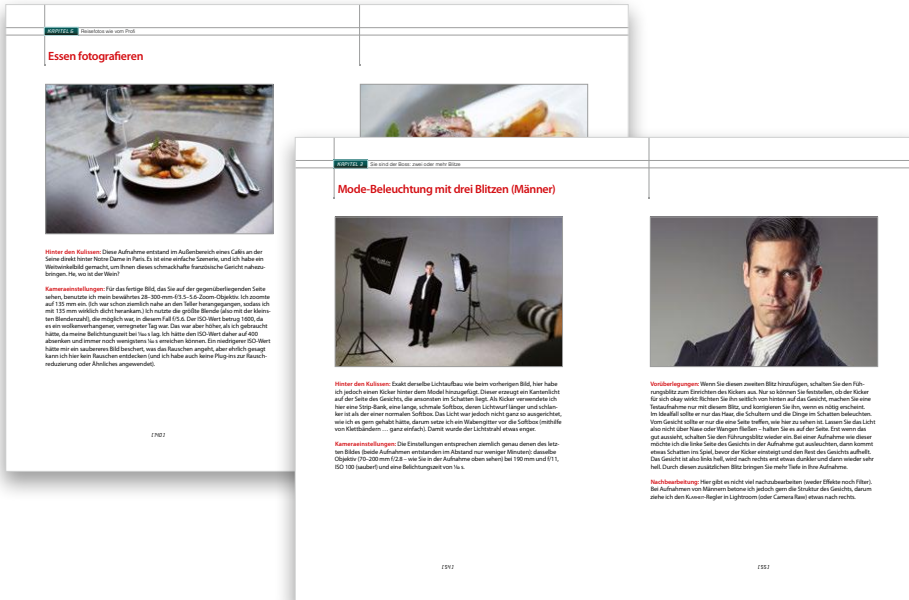 KAPITEL 6 Reisefotos wie vom Profi
Essen fotografieren
Hinter den Kulissen: Diese Aufnahme entstand im Außenbereich eines Cafés an der
Seine direkt hinter Notre Dame in Paris. Es ist eine einfache Szenerie, und ich habe ein
Weitwinkelbild gemacht, um Ihnen dieses schmackhafte französische Gericht nahezu-
bringen. He, wo ist der Wein?
Kameraeinstellungen: Für das fertige Bild, das Sie auf der gegenüberliegenden Seite
sehen, benutzte ich mein bewährtes 28–300-mm-f/3.5–5.6-Zoom-Objektiv. Ich zoomte
auf 135 mm ein. (Ich war schon ziemlich nahe an den Teller herangegangen, sodass ich
mit 135 mm wirklich dicht herankam.) Ich nutzte die größte Blende (also mit der kleins-
ten Blendenzahl), die möglich war, in diesem Fall f/5.6. Der ISO-Wert betrug 1600, da
es ein wolkenverhangener, verregneter Tag war. Das war aber höher, als ich gebraucht
hätte, da meine Belichtungszeit bei s lag. Ich hätte den ISO-Wert daher auf 400
absenken und immer noch wenigstens s erreichen können. Ein niedrigerer ISO-Wert
hätte mir ein saubereres Bild beschert, was das Rauschen angeht, aber ehrlich gesagt
kann ich hier kein Rauschen entdecken (und ich habe auch keine Plug-ins zur Rausch-
reduzierung oder Ähnliches angewendet).
[140]
KAPITEL 3 Sie sind der Boss: zwei oder mehr Blitze
Mode-Beleuchtung mit drei Blitzen (Männer)
Hinter den Kulissen: Exakt derselbe Lichtaufbau wie beim vorherigen Bild, hier habe
ich jedoch einen Kicker hinter dem Model hinzugefügt. Dieser erzeugt ein Kantenlicht
auf der Seite des Gesichts, die ansonsten im Schatten liegt. Als Kicker verwendete ich
hier eine Strip-Bank, eine lange, schmale Softbox, deren Lichtwurf länger und schlan-
ker ist als der einer normalen Softbox. Das Licht war jedoch nicht ganz so ausgerichtet,
wie ich es gern gehabt hätte, darum setze ich ein Wabengitter vor die Softbox (mithilfe
von Klettbändern … ganz einfach). Damit wurde der Lichtstrahl etwas enger.
Kameraeinstellungen: Die Einstellungen entsprechen ziemlich genau denen des letz-
ten Bildes (beide Aufnahmen entstanden im Abstand nur weniger Minuten): dasselbe
Objektiv (70–200 mm f/2.8 – wie Sie in der Aufnahme oben sehen) bei 190 mm und f/11,
ISO 100 (sauber!) und eine Belichtungszeit von s.
[54]
Vorüberlegungen: Wenn Sie diesen zweiten Blitz hinzufügen, schalten Sie den Füh-
rungsblitz zum Einrichten des Kickers aus. Nur so können Sie feststellen, ob der Kicker
für sich okay wirkt: Richten Sie ihn seitlich von hinten auf das Gesicht, machen Sie eine
Testaufnahme nur mit diesem Blitz, und korrigieren Sie ihn, wenn es nötig erscheint.
Im Idealfall sollte er nur das Haar, die Schultern und die Dinge im Schatten beleuchten.
Vom Gesicht sollte er nur die eine Seite treffen, wie hier zu sehen ist. Lassen Sie das Licht
also nicht über Nase oder Wangen fließen – halten Sie es auf der Seite. Erst wenn das
gut aussieht, schalten Sie den Führungsblitz wieder ein. Bei einer Aufnahme wie dieser
möchte ich die linke Seite des Gesichts in der Aufnahme gut ausleuchten, dann kommt
etwas Schatten ins Spiel, bevor der Kicker einsteigt und den Rest des Gesichts aufhellt.
Das Gesicht ist also links hell, wird nach rechts erst etwas dunkler und dann wieder sehr
hell. Durch diesen zusätzlichen Blitz bringen Sie mehr Tiefe in Ihre Aufnahme.
Nachbearbeitung: Hier gibt es nicht viel nachzubearbeiten (weder Effekte noch Filter).
Bei Aufnahmen von Männern betone ich jedoch gern die Struktur des Gesichts, darum
ziehe ich den KLARHEIT-Regler in Lightroom (oder Camera Raw) etwas nach rechts.
[55]